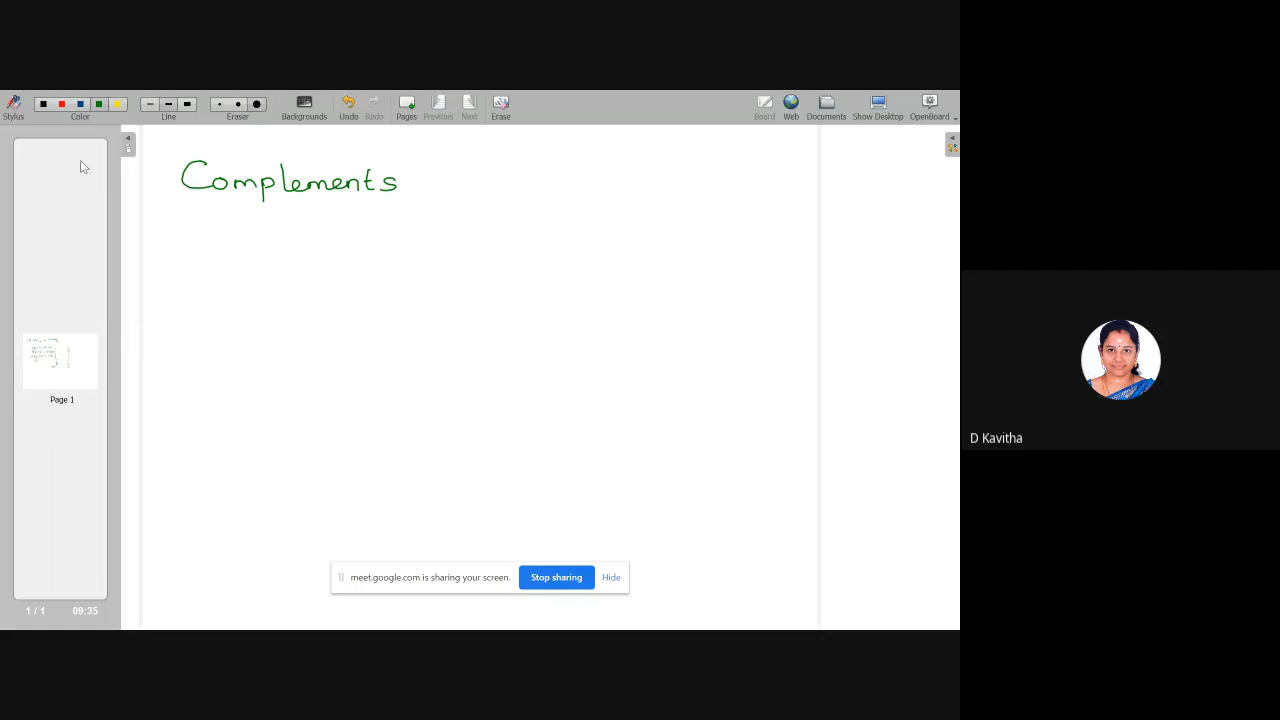 Stylus Color Line Eraser Backgrounds Undo Redo Pages Previous Next Erase Board Web Documents Show Desktop OpenBoard
Complements
Page 1
D Kavitha
meet.google.com is sharing your screen. Stop sharing Hide
1 / 1 09:35